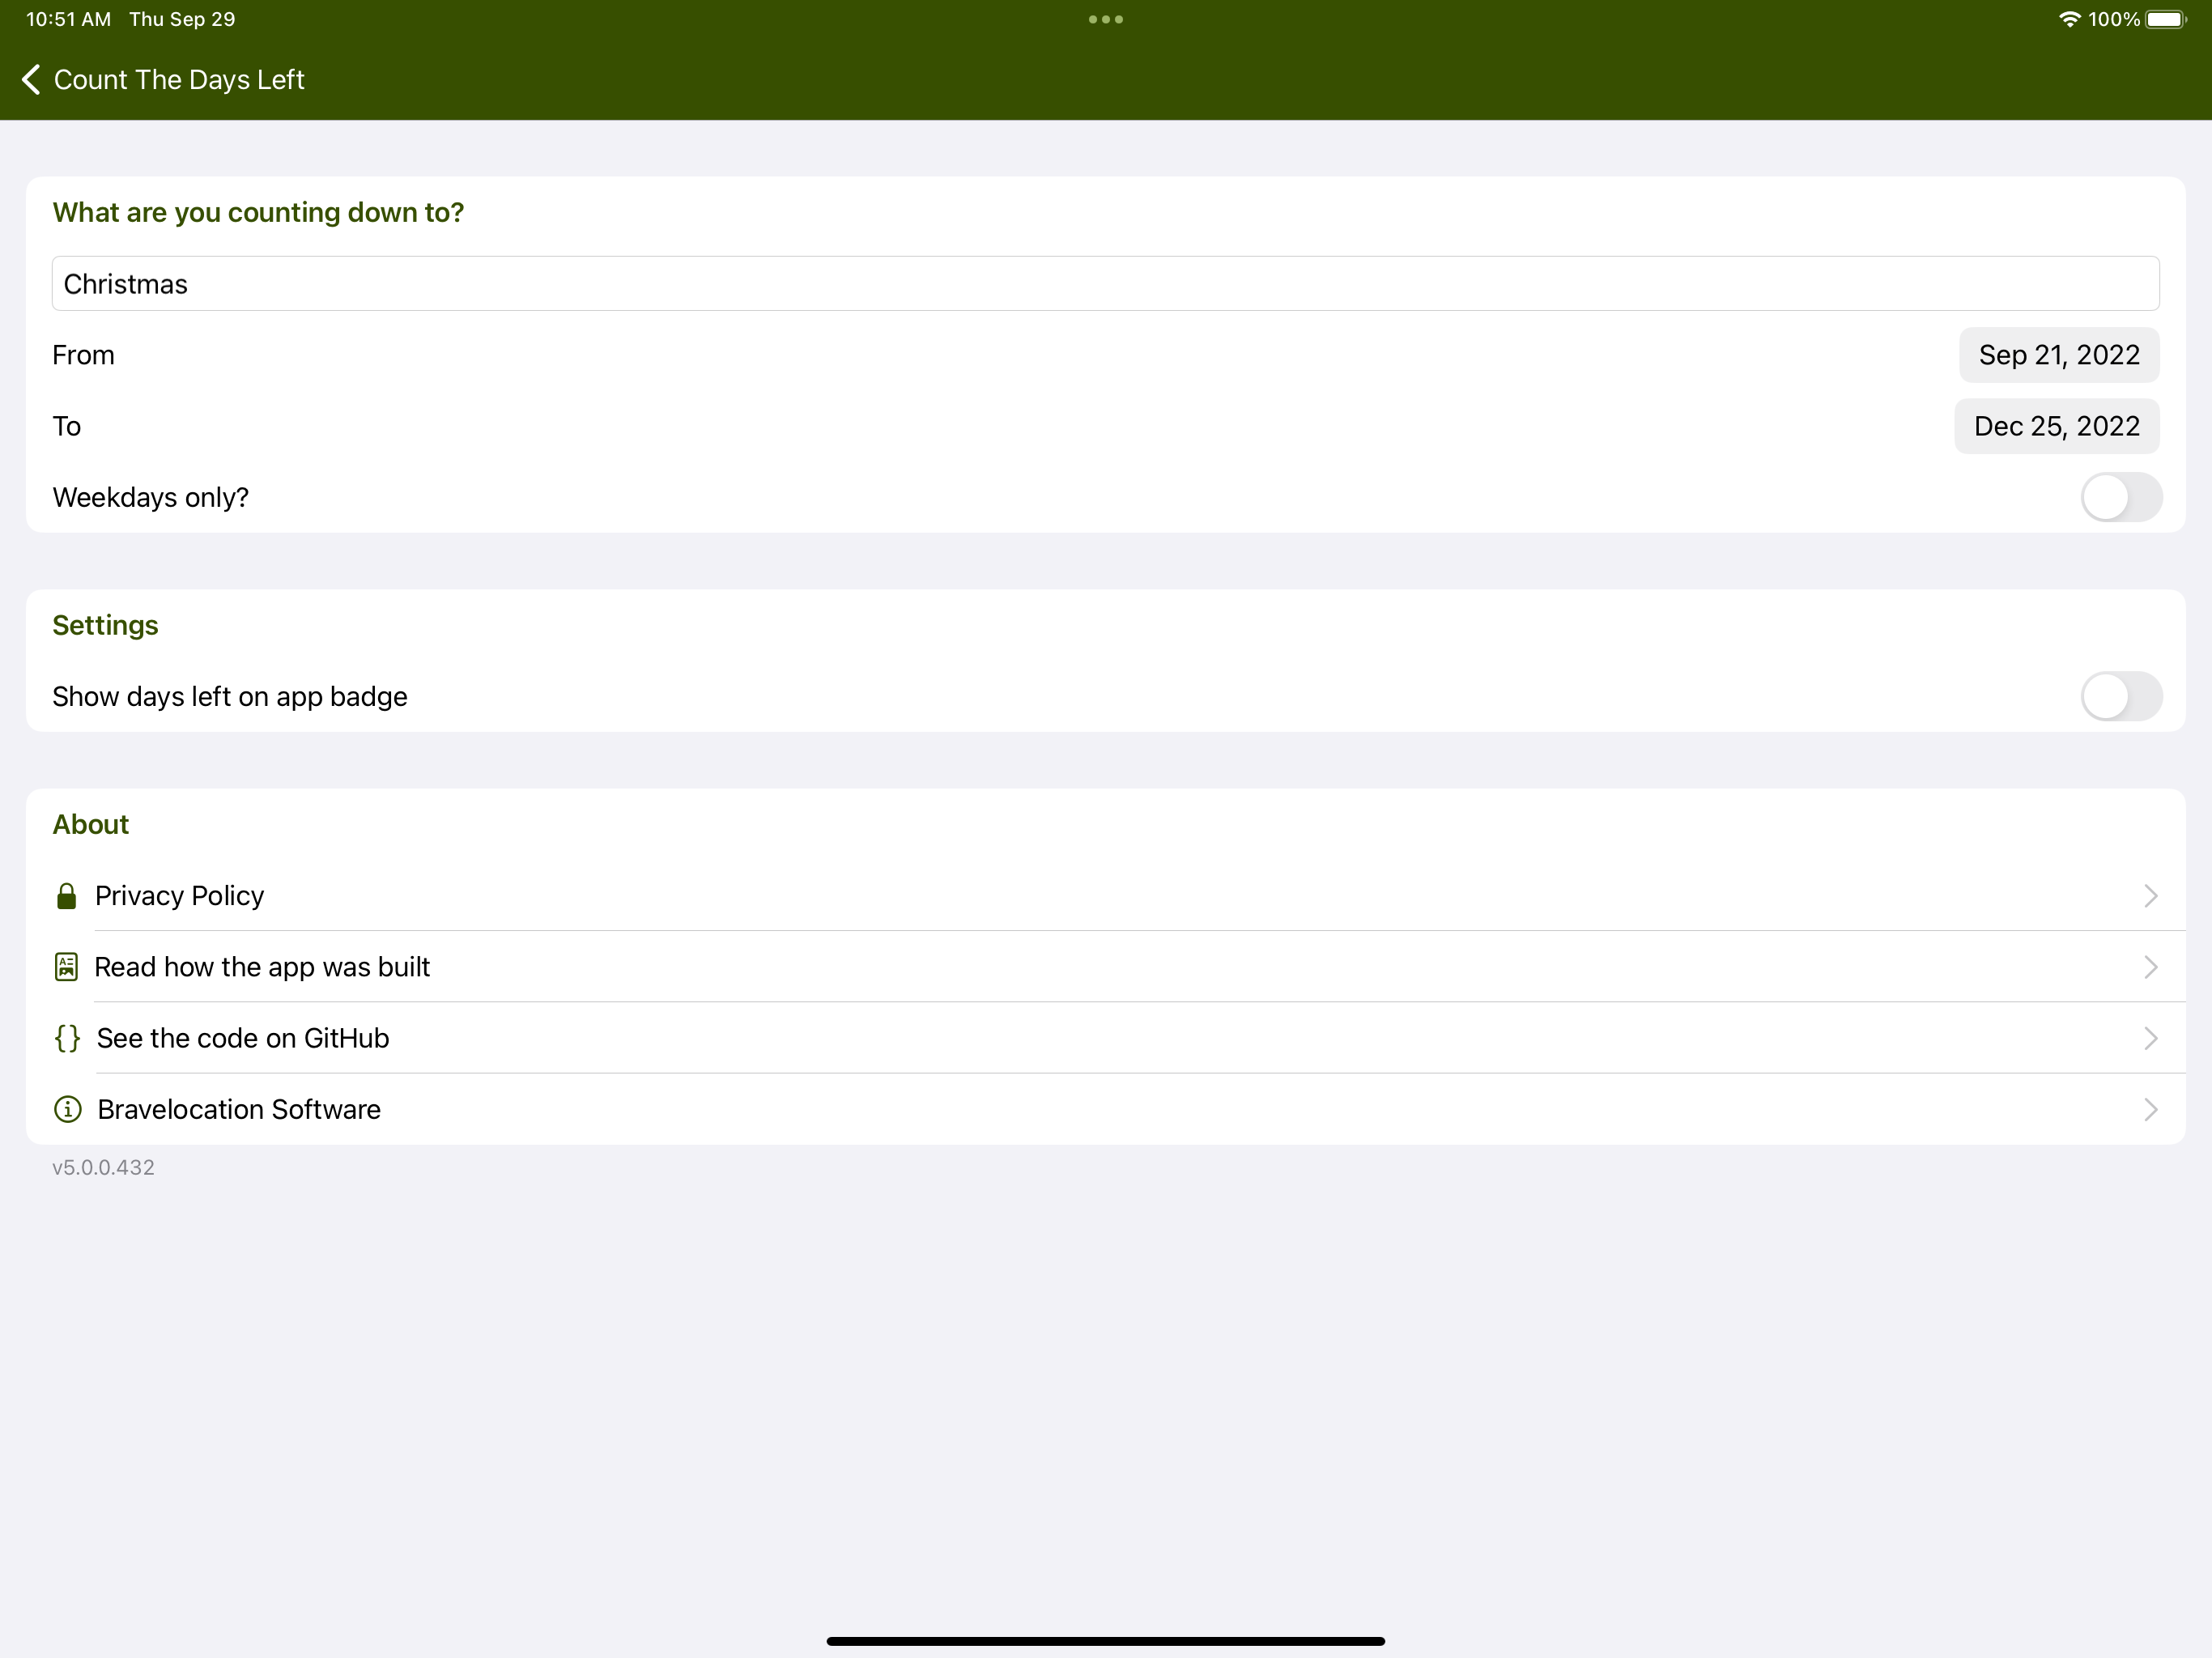 10:51 AM Thu Sep 29 100%
Count The Days Left
What are you counting down to?
Christmas
From Sep 21, 2022
To Dec 25, 2022
Weekdays only?
Settings
Show days left on app badge
About
Privacy Policy
Read how the app was built
See the code on GitHub
Bravelocation Software
v5.0.0.432